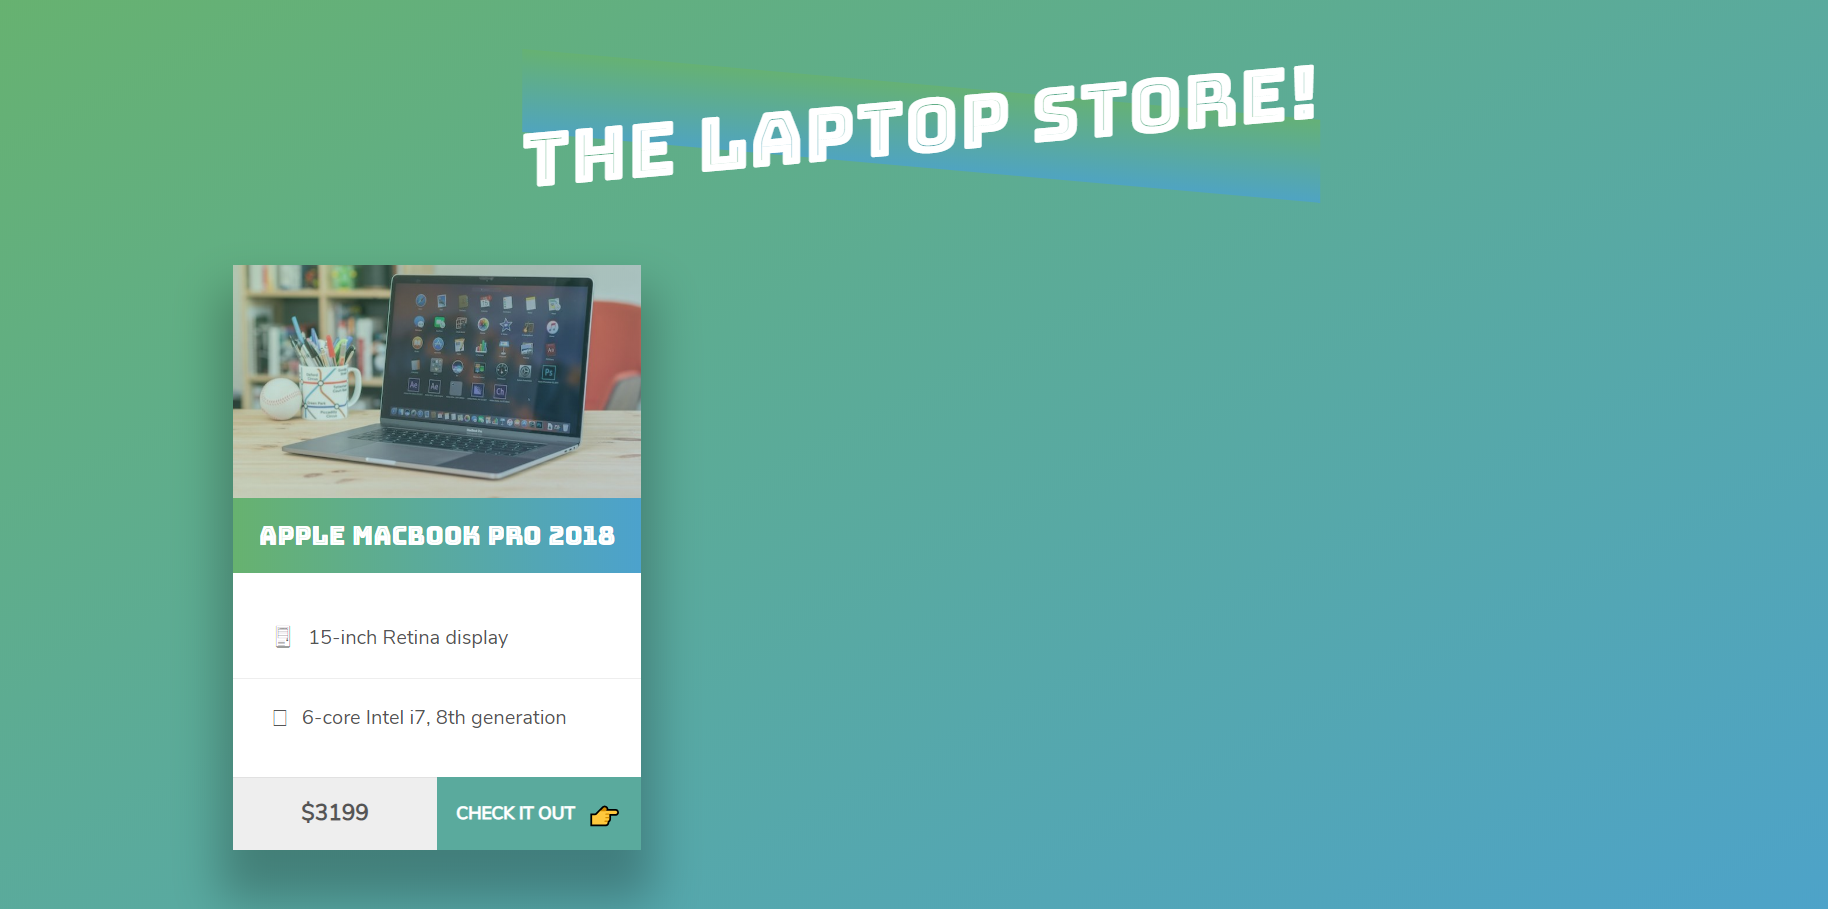 THE LAPTOP STORE!
APPLE MACBOOK PRO 2018
15-inch Retina display
6-core Intel i7, 8th generation
$3199
CHECK IT OUT